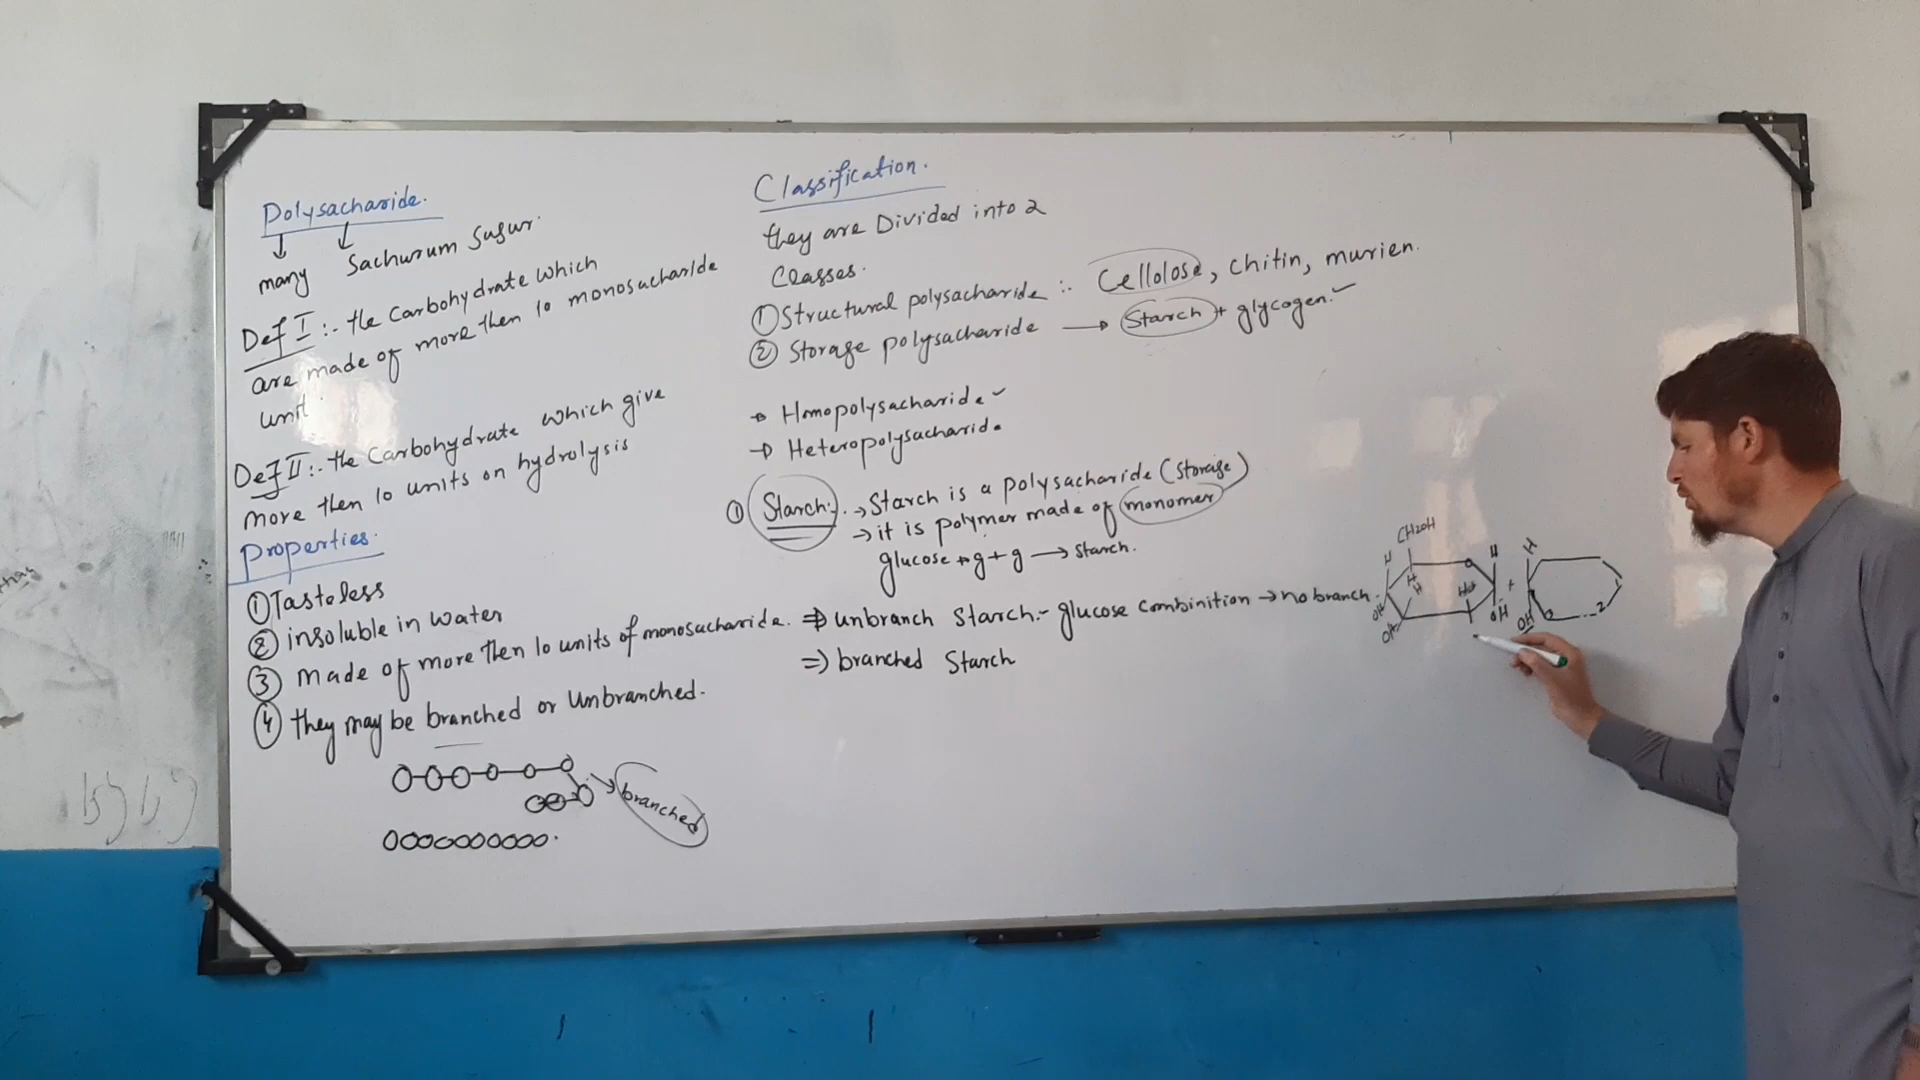 Polysacharide.
many Sachurum Sugur.
Def I :- the Carbohydrate which
are made of more then 10 monosacharide
unit
Def II :- the Carbohydrate which give
more then 10 units on hydrolysis
Properties.
① Tasteless
② insoluble in water
③ made of more then 10 units of monosacharide.
④ they may be branched or Unbranched.
branched
Classification.
they are Divided into 2
Classes.
① Structural polysacharide :- Cellolose, chitin, murien.
② Storage polysacharide → Starch + glycogen. ✓
→ Homopolysacharide ✓
→ Heteropolysacharide
① Starch :- → Starch is a polysacharide (Storage)
→ it is polymer made of monomer
glucose + g + g → Starch.
⇒ unbranch Starch :- glucose Combinition → no branch.
⇒ branched Starch
CH2OH
H H H
H H
OH HO OH + OH
OH
1
2